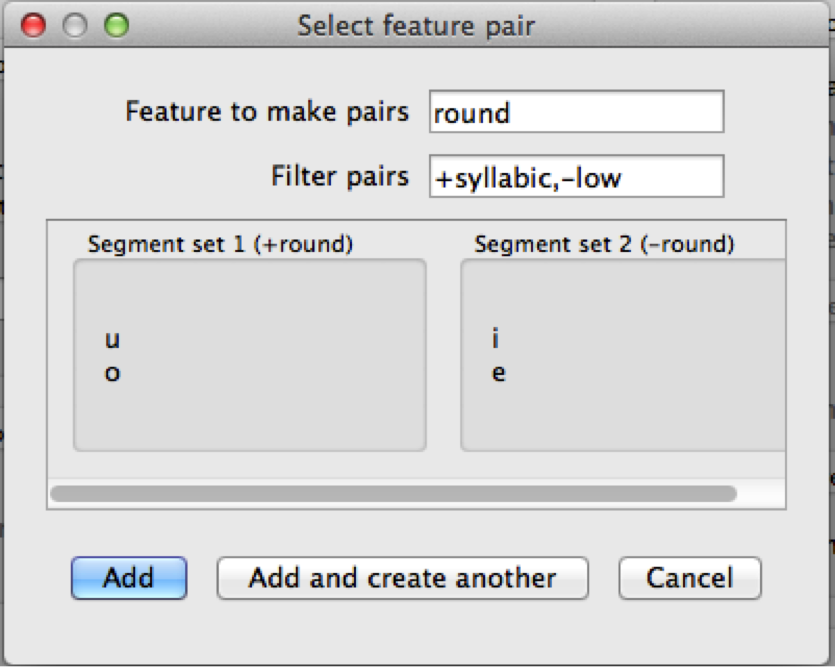 Select feature pair
Feature to make pairs round
Filter pairs +syllabic,-low
Segment set 1 (+round) Segment set 2 (-round)
u i
o e
Add Add and create another Cancel